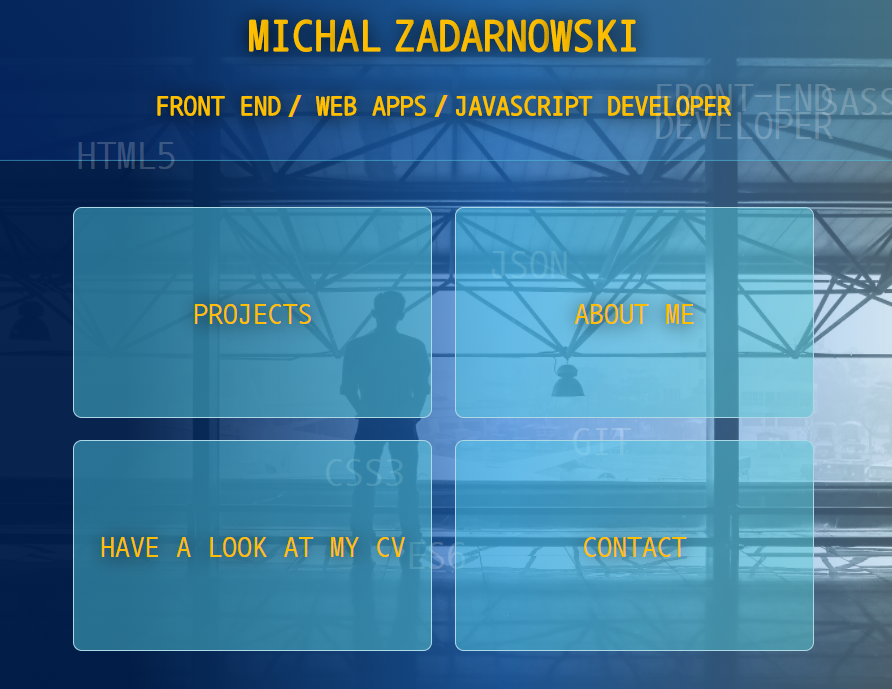 MICHAL ZADARNOWSKI
FRONT END / WEB APPS / JAVASCRIPT DEVELOPER
FRONT-END
DEVELOPER
SASS
HTML5
JSON
PROJECTS
ABOUT ME
GIT
CSS3
HAVE A LOOK AT MY CV
ES6
CONTACT